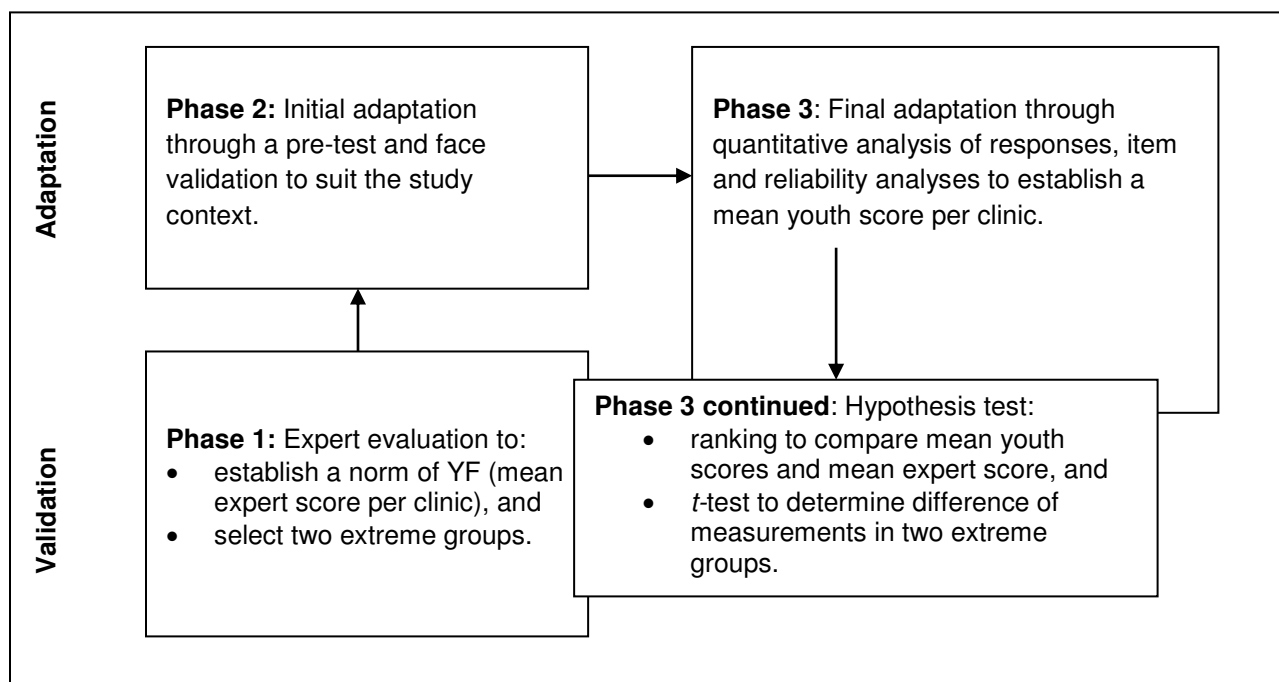 Adaptation
Phase 2: Initial adaptation
through a pre-test and face
validation to suit the study
context.
Phase 3: Final adaptation through
quantitative analysis of responses, item
and reliability analyses to establish a
mean youth score per clinic.
Validation
Phase 1: Expert evaluation to:
• establish a norm of YF (mean
expert score per clinic), and
• select two extreme groups.
Phase 3 continued: Hypothesis test:
• ranking to compare mean youth
scores and mean expert score, and
• t-test to determine difference of
measurements in two extreme
groups.